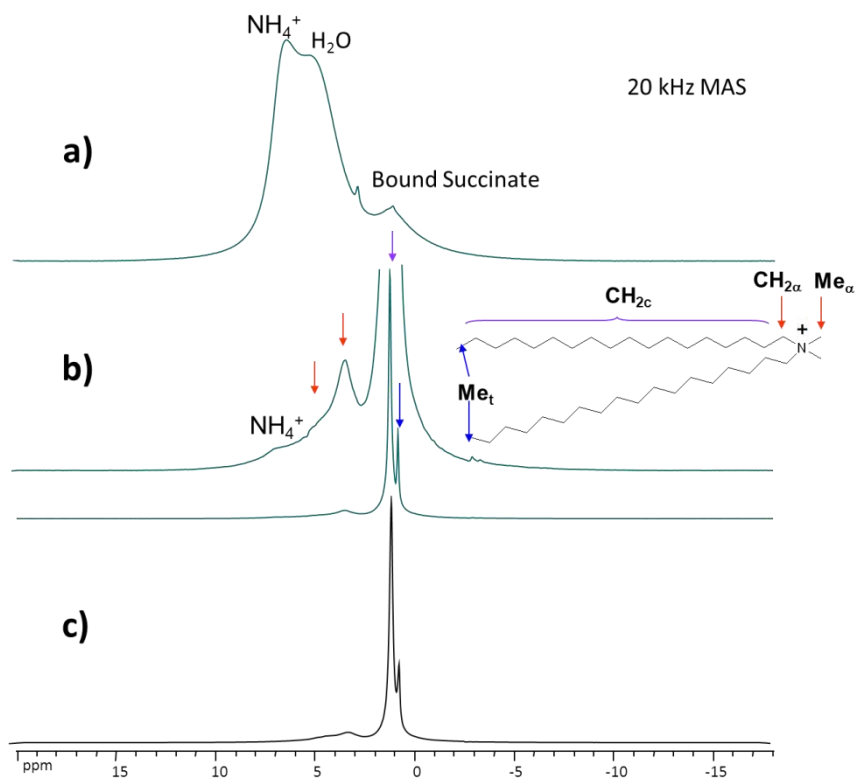 NH₄⁺
H₂O
20 kHz MAS
a)
Bound Succinate
CH₂α Meα
CH₂c
+
N
b)
Meₜ
NH₄⁺
c)
ppm 15 10 5 0 -5 -10 -15